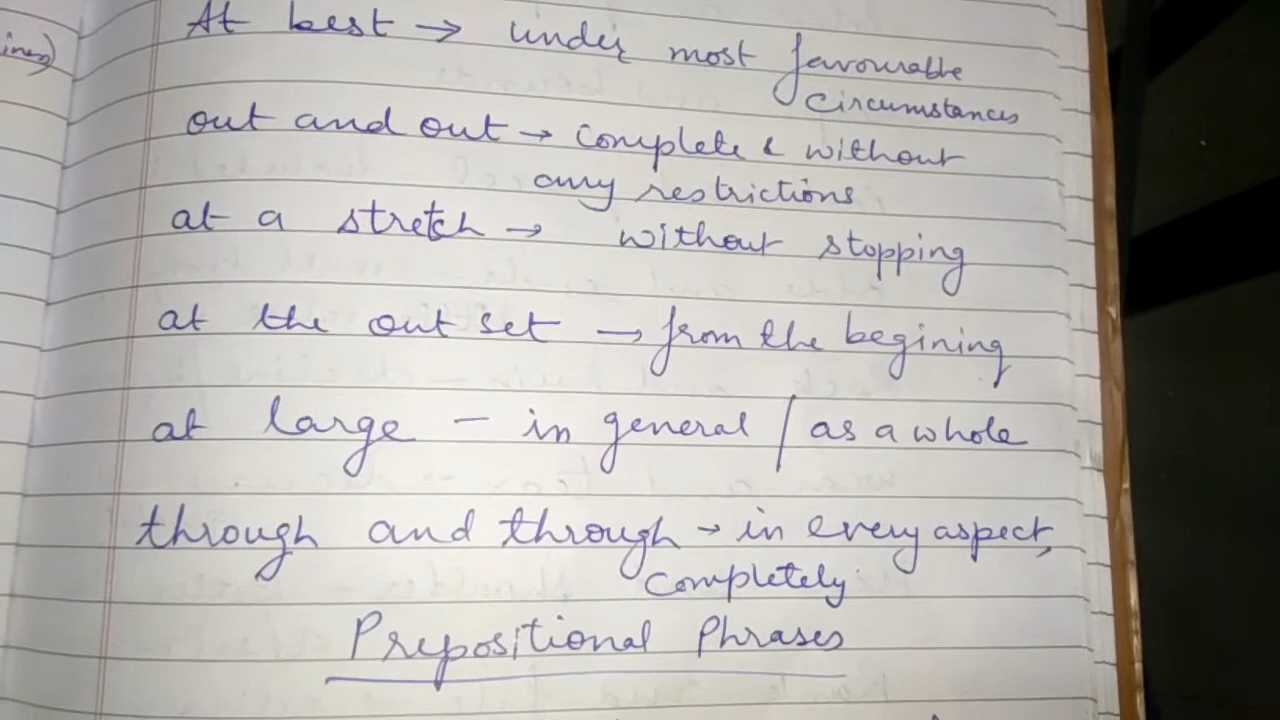 At best → under most favourable
circumstances
out and out → complete & without
any restrictions
at a stretch → without stopping
at the out set → from the begining
at large – in general / as a whole
through and through → in every aspect,
completely
Prepositional Phrases